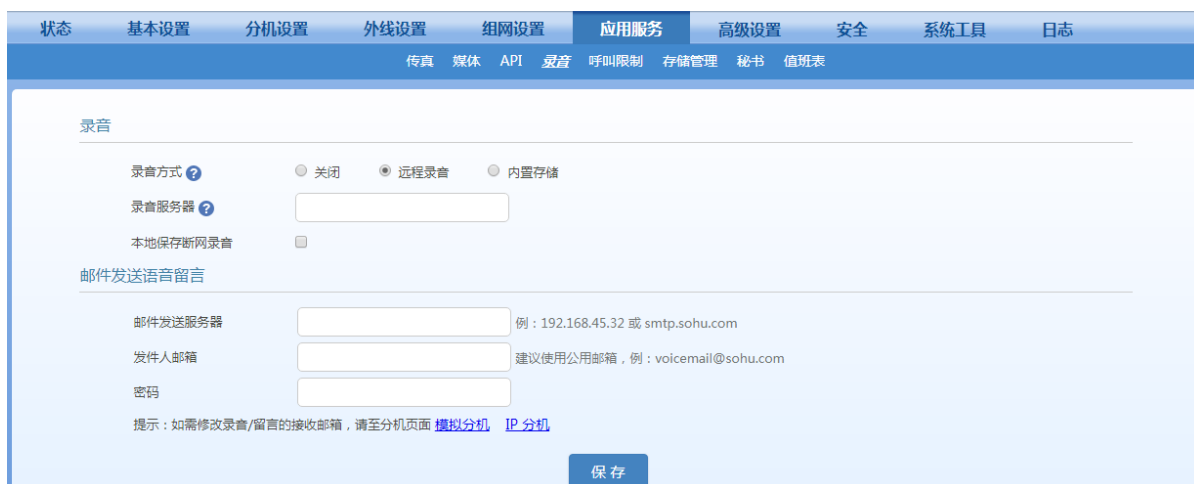 状态 基本设置 分机设置 外线设置 组网设置 应用服务 高级设置 安全 系统工具 日志
传真 媒体 API 录音 呼叫限制 存储管理 秘书 值班表
录音
录音方式 ? 关闭 远程录音 内置存储
录音服务器 ?
本地保存断网录音
邮件发送语音留言
邮件发送服务器 例：192.168.45.32 或 smtp.sohu.com
发件人邮箱 建议使用公用邮箱，例：voicemail@sohu.com
密码
提示：如需修改录音/留言的接收邮箱，请至分机页面 模拟分机 IP 分机
保存